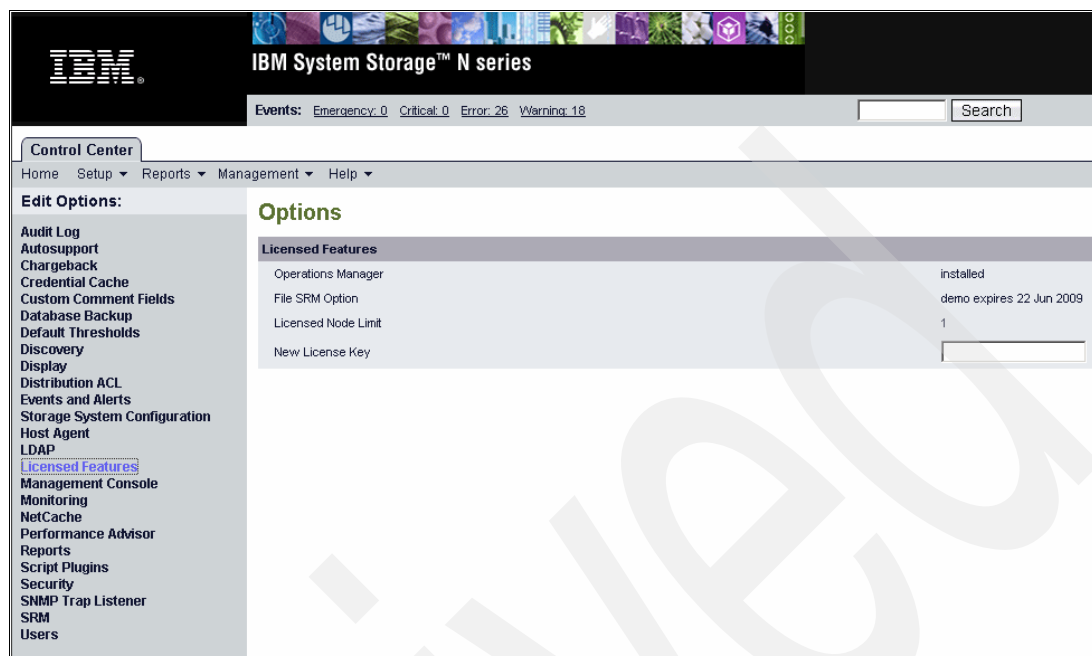 IBM®
IBM System Storage™ N series
Events: Emergency: 0 Critical: 0 Error: 26 Warning: 18
Search
Control Center
Home Setup Reports Management Help
Edit Options:
Audit Log
Autosupport
Chargeback
Credential Cache
Custom Comment Fields
Database Backup
Default Thresholds
Discovery
Display
Distribution ACL
Events and Alerts
Storage System Configuration
Host Agent
LDAP
Licensed Features
Management Console
Monitoring
NetCache
Performance Advisor
Reports
Script Plugins
Security
SNMP Trap Listener
SRM
Users
Options
Licensed Features
Operations Manager installed
File SRM Option demo expires 22 Jun 2009
Licensed Node Limit 1
New License Key